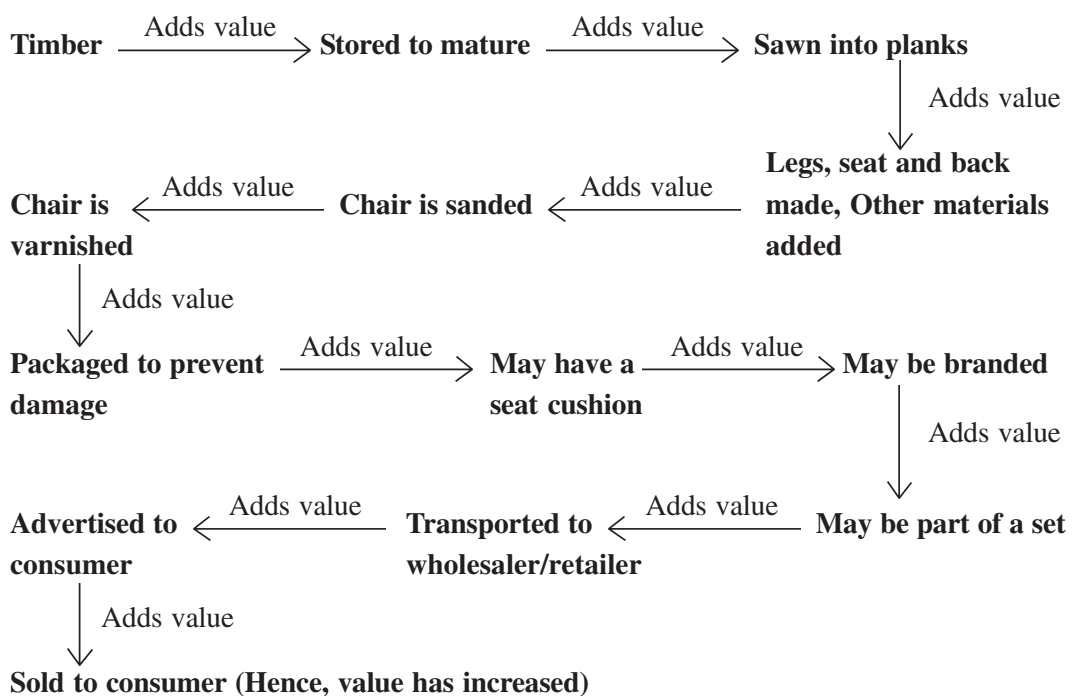 Timber Adds value Stored to mature Adds value Sawn into planks
Adds value
Legs, seat and back
made, Other materials
added
Adds value
Chair is sanded
Adds value
Chair is
varnished
Adds value
Packaged to prevent
damage
Adds value
May have a
seat cushion
Adds value
May be branded
Adds value
May be part of a set
Adds value
Transported to
wholesaler/retailer
Adds value
Advertised to
consumer
Adds value
Sold to consumer (Hence, value has increased)